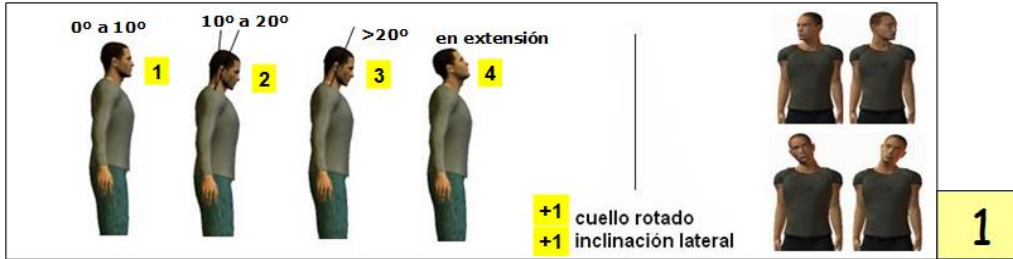 0º a 10º
1
10º a 20º
2
>20º
3
en extensión
4
+1 cuello rotado
+1 inclinación lateral
1